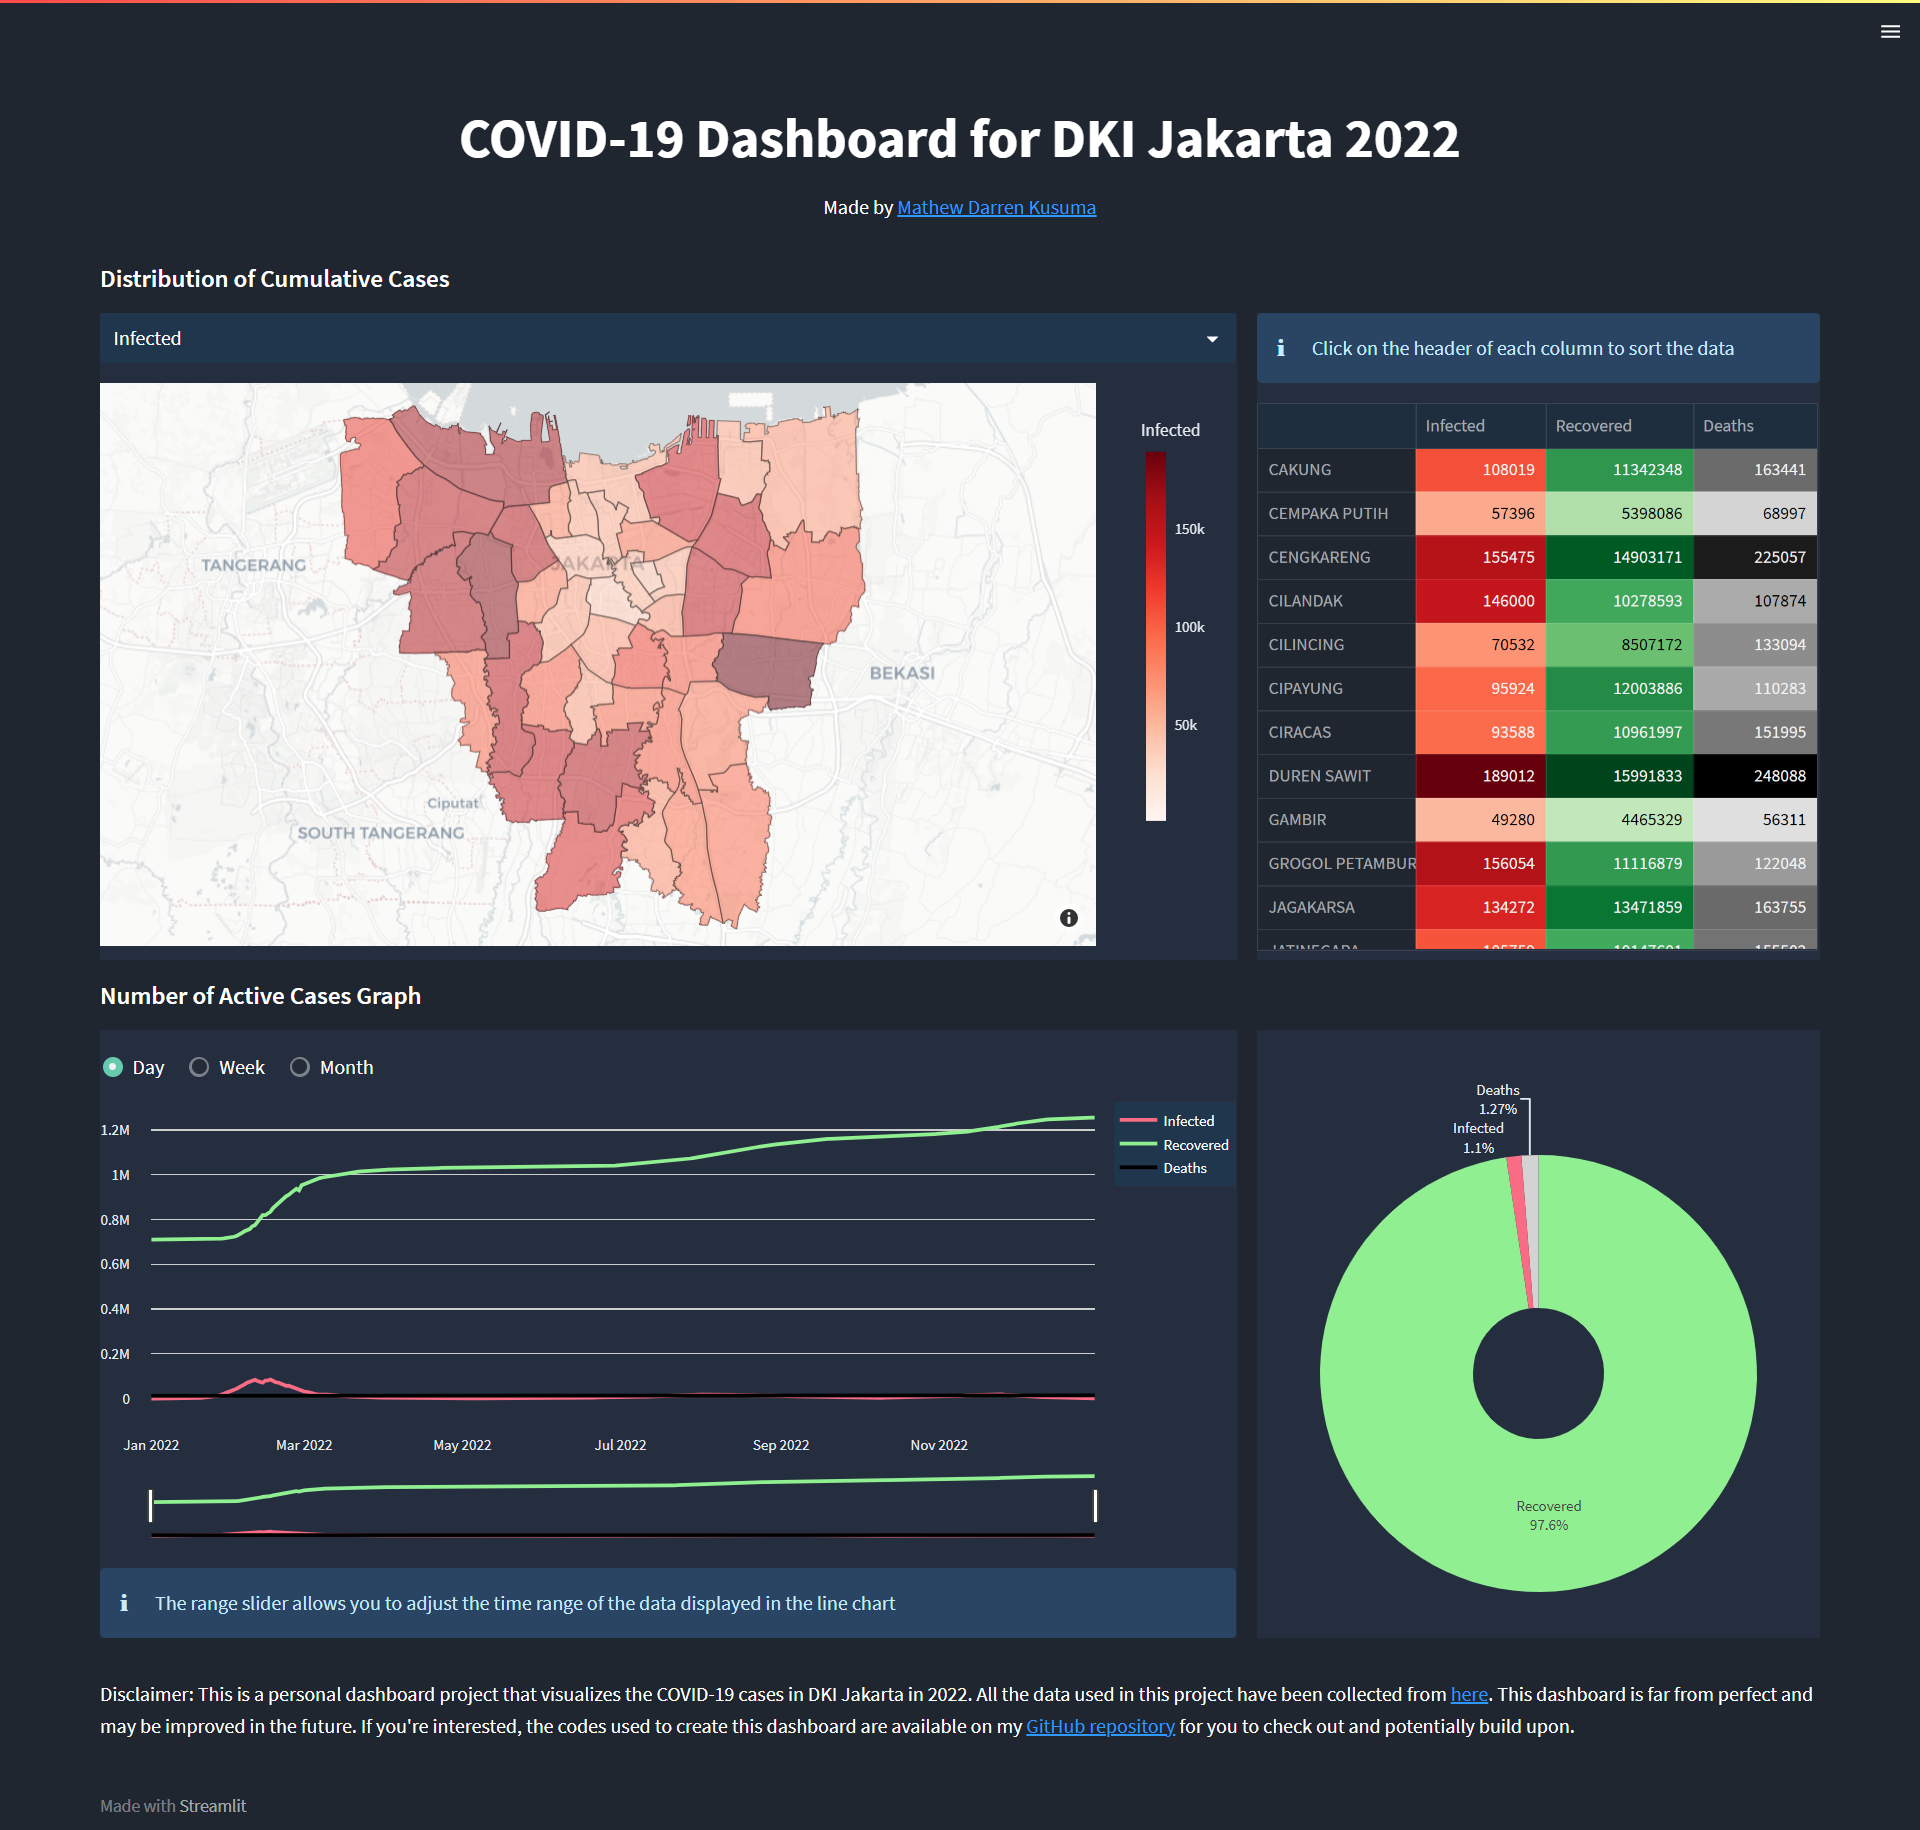 COVID-19 Dashboard for DKI Jakarta 2022
Made by Mathew Darren Kusuma
Distribution of Cumulative Cases
Infected
TANGERANG
JAKARTA
BEKASI
Ciputat
SOUTH TANGERANG
Infected
150k
100k
50k
Click on the header of each column to sort the data
Infected Recovered Deaths
CAKUNG 108019 11342348 163441
CEMPAKA PUTIH 57396 5398086 68997
CENGKARENG 155475 14903171 225057
CILANDAK 146000 10278593 107874
CILINCING 70532 8507172 133094
CIPAYUNG 95924 12003886 110283
CIRACAS 93588 10961997 151995
DUREN SAWIT 189012 15991833 248088
GAMBIR 49280 4465329 56311
GROGOL PETAMBUR 156054 11116879 122048
JAGAKARSA 134272 13471859 163755
Number of Active Cases Graph
Day Week Month
1.2M
1M
0.8M
0.6M
0.4M
0.2M
0
Jan 2022 Mar 2022 May 2022 Jul 2022 Sep 2022 Nov 2022
Infected
Recovered
Deaths
The range slider allows you to adjust the time range of the data displayed in the line chart
Deaths
1.27%
Infected
1.1%
Recovered
97.6%
Disclaimer: This is a personal dashboard project that visualizes the COVID-19 cases in DKI Jakarta in 2022. All the data used in this project have been collected from here. This dashboard is far from perfect and
may be improved in the future. If you're interested, the codes used to create this dashboard are available on my GitHub repository for you to check out and potentially build upon.
Made with Streamlit